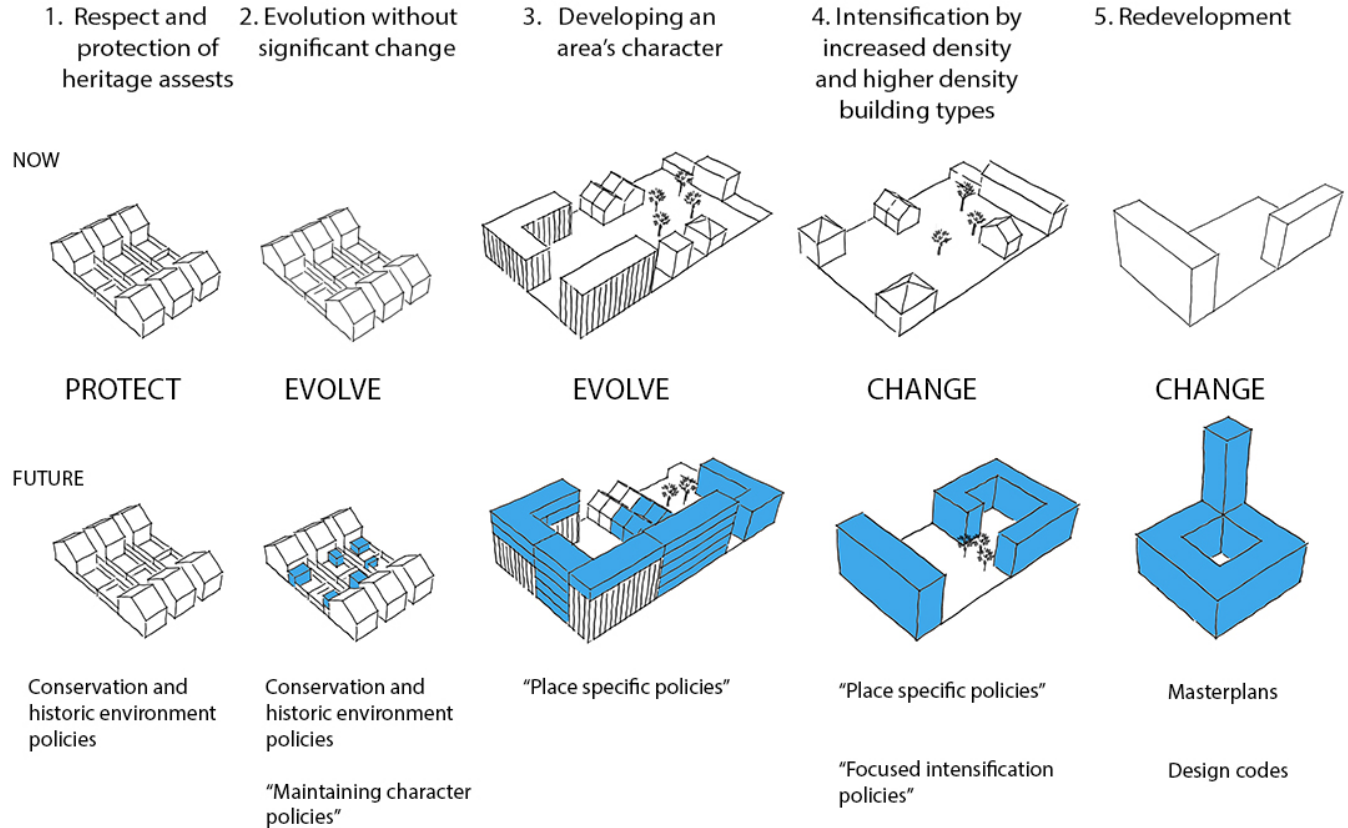 1. Respect and
protection of
heritage assests
2. Evolution without
significant change
3. Developing an
area's character
4. Intensification by
increased density
and higher density
building types
5. Redevelopment
NOW
PROTECT
EVOLVE
EVOLVE
CHANGE
CHANGE
FUTURE
Conservation and
historic environment
policies
Conservation and
historic environment
policies
"Maintaining character
policies"
"Place specific policies"
"Place specific policies"
"Focused intensification
policies"
Masterplans
Design codes